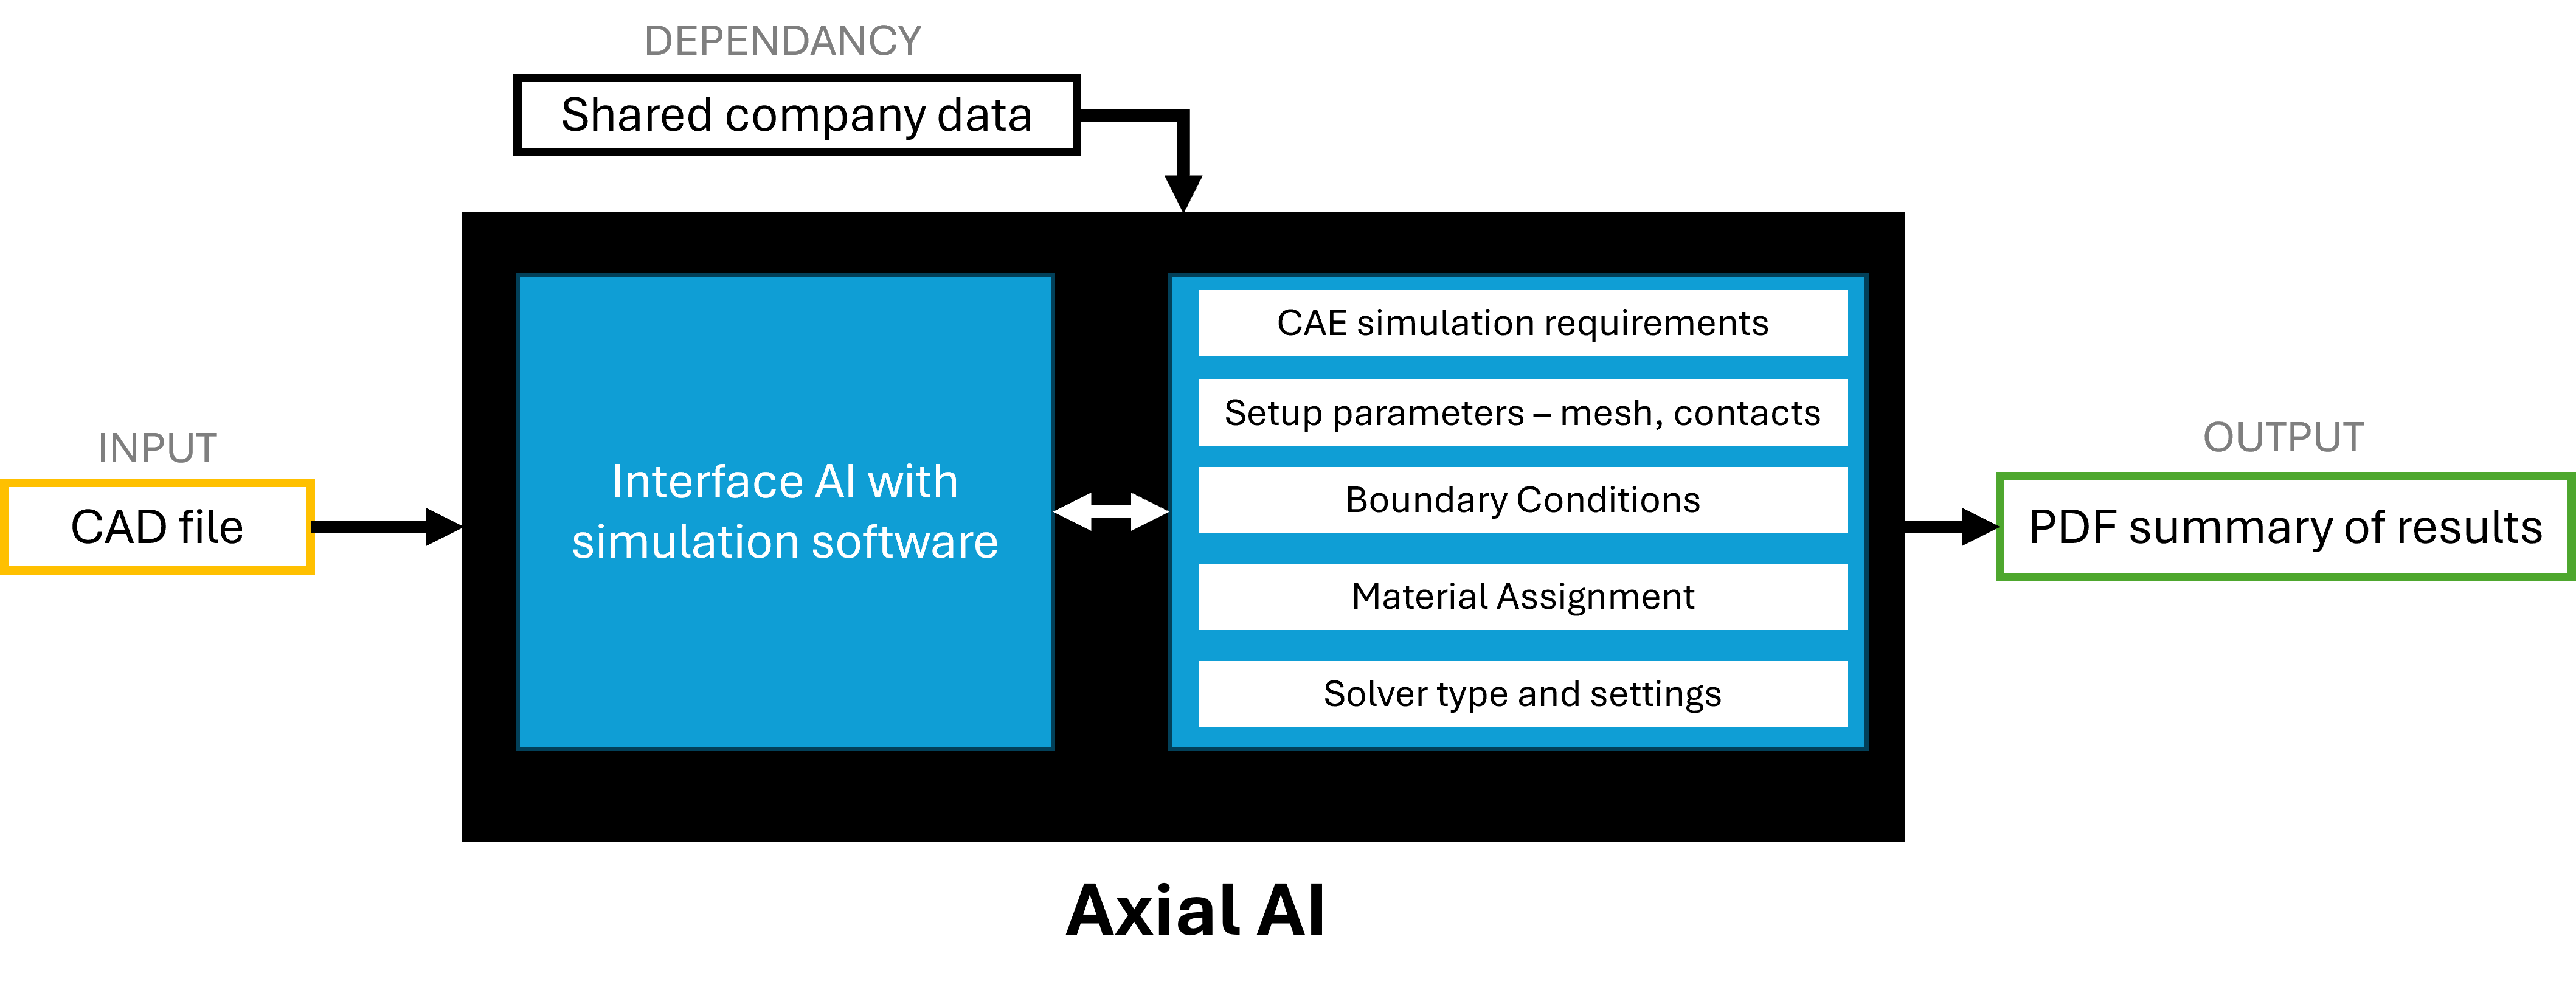 DEPENDANCY
Shared company data
INPUT
CAD file
Interface AI with
simulation software
CAE simulation requirements
Setup parameters – mesh, contacts
Boundary Conditions
Material Assignment
Solver type and settings
OUTPUT
PDF summary of results
Axial AI